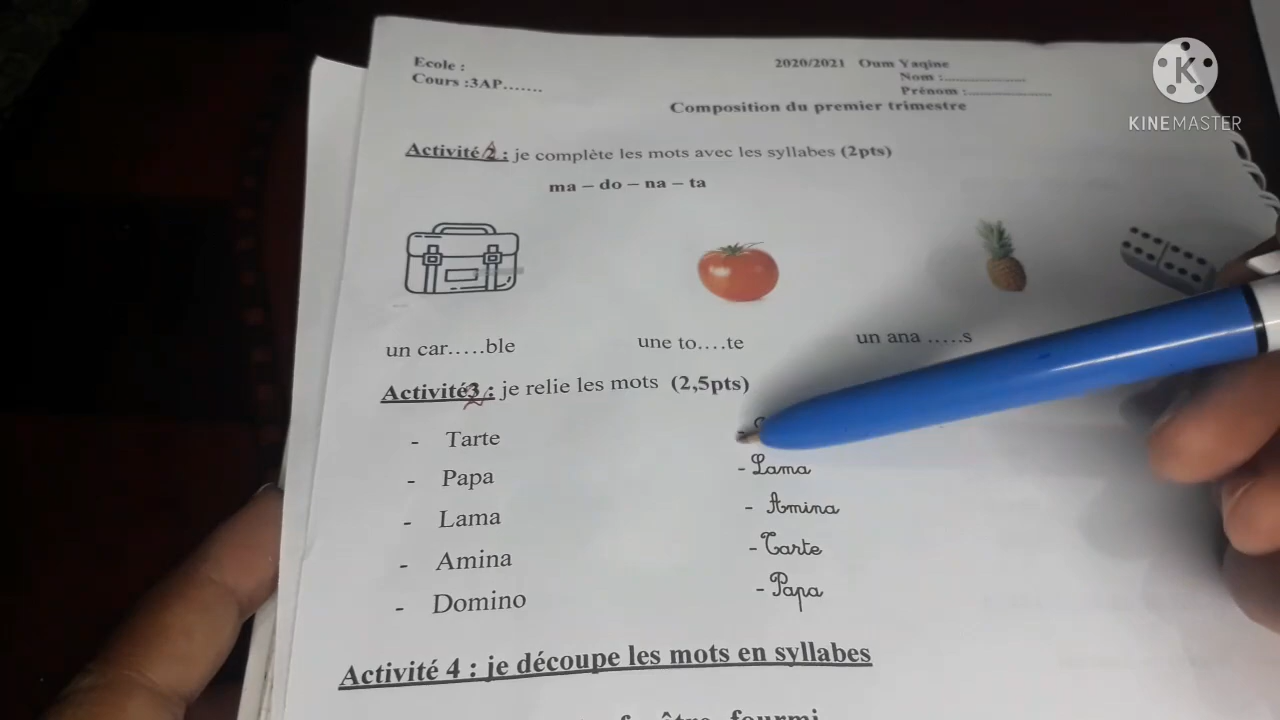 Ecole :
2020/2021 Oum Yaqine
Cours :3AP.......
Nom :....................
Prénom :....................
Composition du premier trimestre
Activité 2 : je complète les mots avec les syllabes (2pts)
ma – do – na – ta
un car.....ble
une to....te
un ana .....s
Activité3 : je relie les mots (2,5pts)
- Tarte
- Papa
- Lama
- Amina
- Domino
- Lama
- Amina
- Tarte
- Papa
Activité 4 : je découpe les mots en syllabes
fourmi
K
KINEMASTER